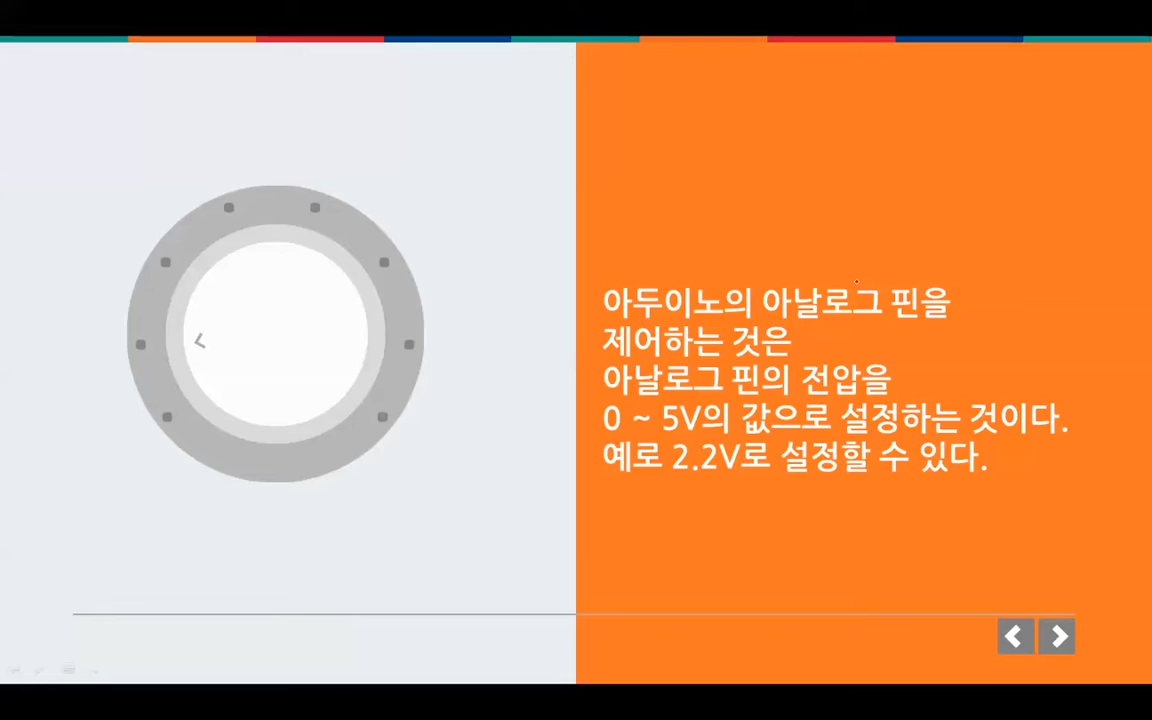 아두이노의 아날로그 핀을
제어하는 것은
아날로그 핀의 전압을
0 ~ 5V의 값으로 설정하는 것이다.
예로 2.2V로 설정할 수 있다.